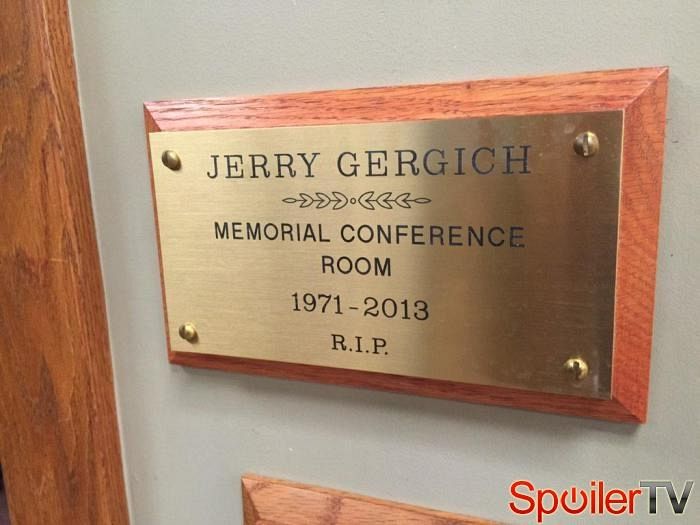 JERRY GERGICH
MEMORIAL CONFERENCE
ROOM
1971-2013
R.I.P.
SpoilerTV